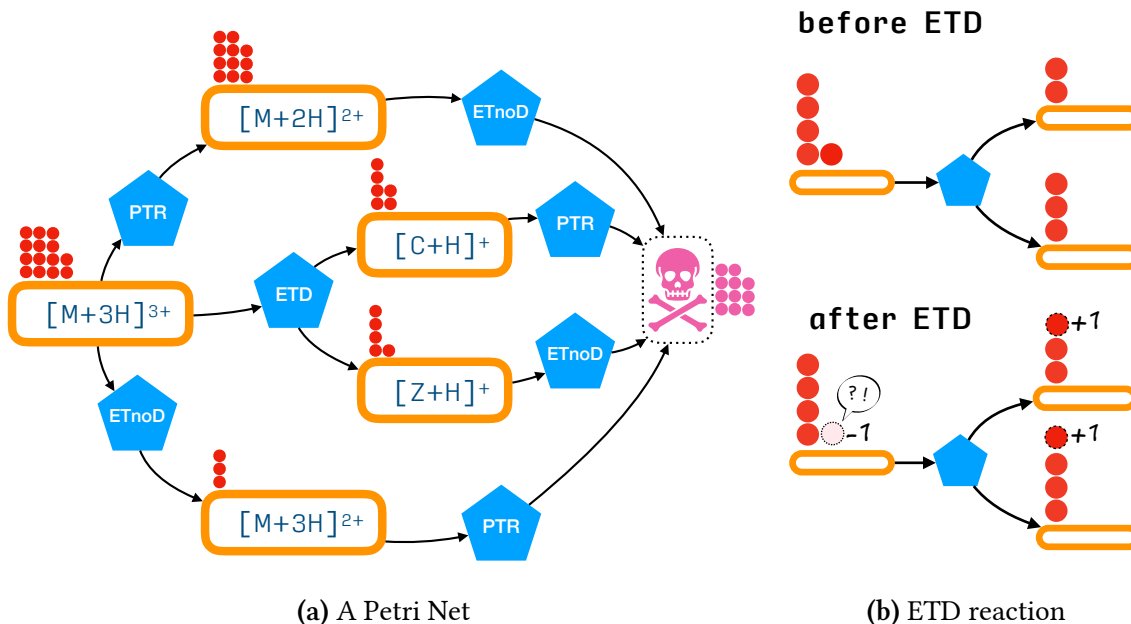 before ETD
[M+2H]²⁺
ETnoD
PTR
[C+H]⁺
PTR
[M+3H]³⁺
ETD
after ETD
+1
[Z+H]⁺
ETnoD
?!
-1
+1
ETnoD
[M+3H]²⁺
PTR
(a) A Petri Net
(b) ETD reaction